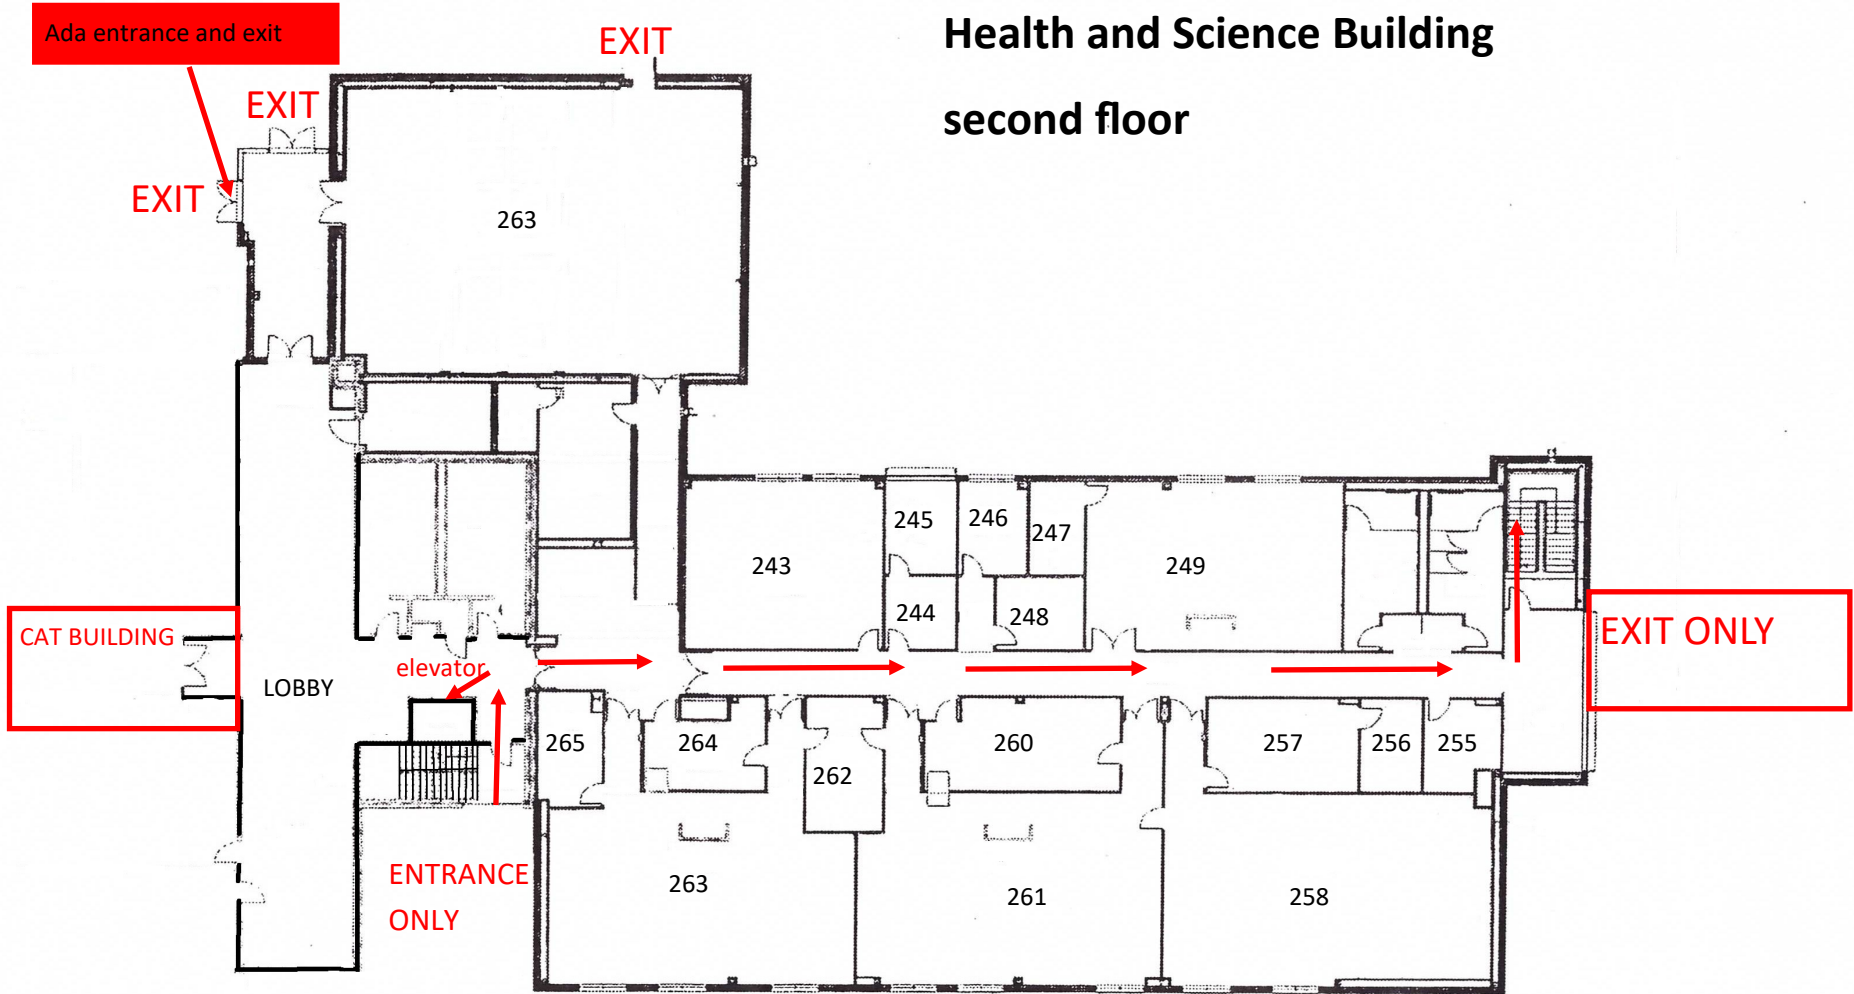 Health and Science Building
second floor
Ada entrance and exit
EXIT
EXIT
EXIT
263
245
246
247
243
249
244
248
CAT BUILDING
EXIT ONLY
elevator
LOBBY
265
264
262
260
257
256
255
ENTRANCE
ONLY
263
261
258